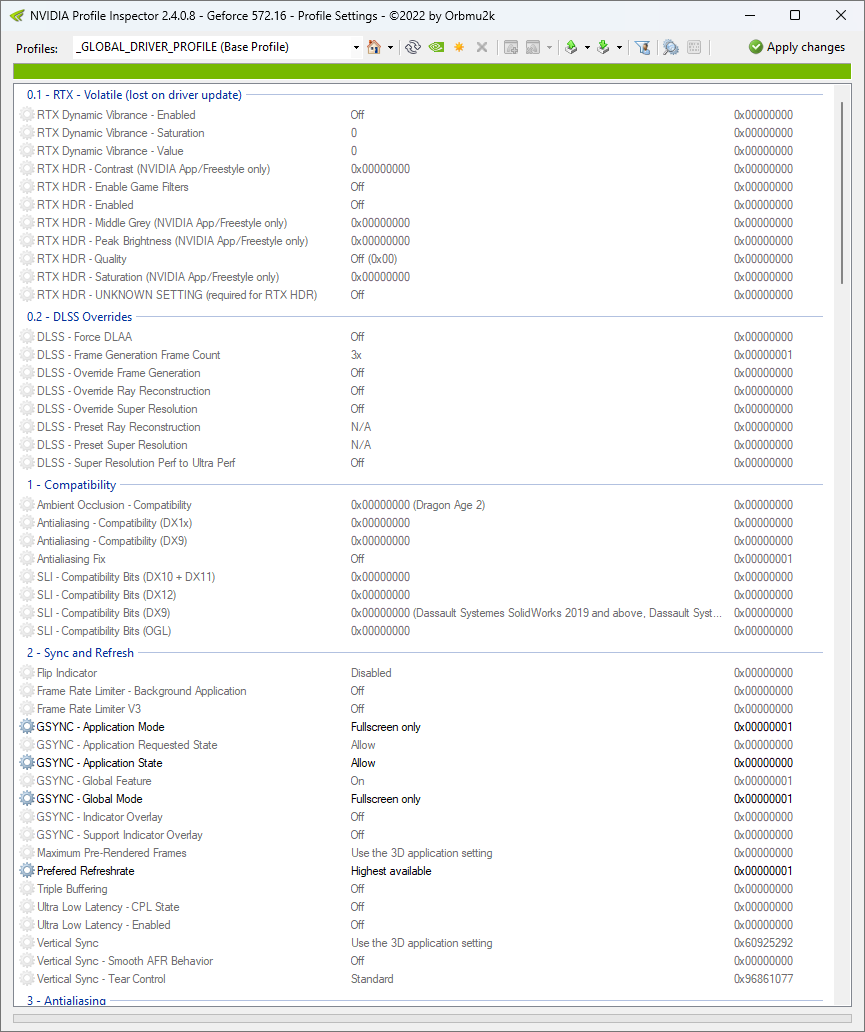 NVIDIA Profile Inspector 2.4.0.8 - Geforce 572.16 - Profile Settings - ©2022 by Orbmu2k
Profiles: _GLOBAL_DRIVER_PROFILE (Base Profile) Apply changes
0.1 - RTX - Volatile (lost on driver update)
RTX Dynamic Vibrance - Enabled Off 0x00000000
RTX Dynamic Vibrance - Saturation 0 0x00000000
RTX Dynamic Vibrance - Value 0 0x00000000
RTX HDR - Contrast (NVIDIA App/Freestyle only) 0x00000000 0x00000000
RTX HDR - Enable Game Filters Off 0x00000000
RTX HDR - Enabled Off 0x00000000
RTX HDR - Middle Grey (NVIDIA App/Freestyle only) 0x00000000 0x00000000
RTX HDR - Peak Brightness (NVIDIA App/Freestyle only) 0x00000000 0x00000000
RTX HDR - Quality Off (0x00) 0x00000000
RTX HDR - Saturation (NVIDIA App/Freestyle only) 0x00000000 0x00000000
RTX HDR - UNKNOWN SETTING (required for RTX HDR) Off 0x00000000
0.2 - DLSS Overrides
DLSS - Force DLAA Off 0x00000000
DLSS - Frame Generation Frame Count 3x 0x00000001
DLSS - Override Frame Generation Off 0x00000000
DLSS - Override Ray Reconstruction Off 0x00000000
DLSS - Override Super Resolution Off 0x00000000
DLSS - Preset Ray Reconstruction N/A 0x00000000
DLSS - Preset Super Resolution N/A 0x00000000
DLSS - Super Resolution Perf to Ultra Perf Off 0x00000000
1 - Compatibility
Ambient Occlusion - Compatibility 0x00000000 (Dragon Age 2) 0x00000000
Antialiasing - Compatibility (DX1x) 0x00000000 0x00000000
Antialiasing - Compatibility (DX9) 0x00000000 0x00000000
Antialiasing Fix Off 0x00000001
SLI - Compatibility Bits (DX10 + DX11) 0x00000000 0x00000000
SLI - Compatibility Bits (DX12) 0x00000000 0x00000000
SLI - Compatibility Bits (DX9) 0x00000000 (Dassault Systemes SolidWorks 2019 and above, Dassault Syst... 0x00000000
SLI - Compatibility Bits (OGL) 0x00000000 0x00000000
2 - Sync and Refresh
Flip Indicator Disabled 0x00000000
Frame Rate Limiter - Background Application Off 0x00000000
Frame Rate Limiter V3 Off 0x00000000
GSYNC - Application Mode Fullscreen only 0x00000001
GSYNC - Application Requested State Allow 0x00000000
GSYNC - Application State Allow 0x00000000
GSYNC - Global Feature On 0x00000001
GSYNC - Global Mode Fullscreen only 0x00000001
GSYNC - Indicator Overlay Off 0x00000000
GSYNC - Support Indicator Overlay Off 0x00000000
Maximum Pre-Rendered Frames Use the 3D application setting 0x00000000
Prefered Refreshrate Highest available 0x00000001
Triple Buffering Off 0x00000000
Ultra Low Latency - CPL State Off 0x00000000
Ultra Low Latency - Enabled Off 0x00000000
Vertical Sync Use the 3D application setting 0x60925292
Vertical Sync - Smooth AFR Behavior Off 0x00000000
Vertical Sync - Tear Control Standard 0x96861077
3 - Antialiasing